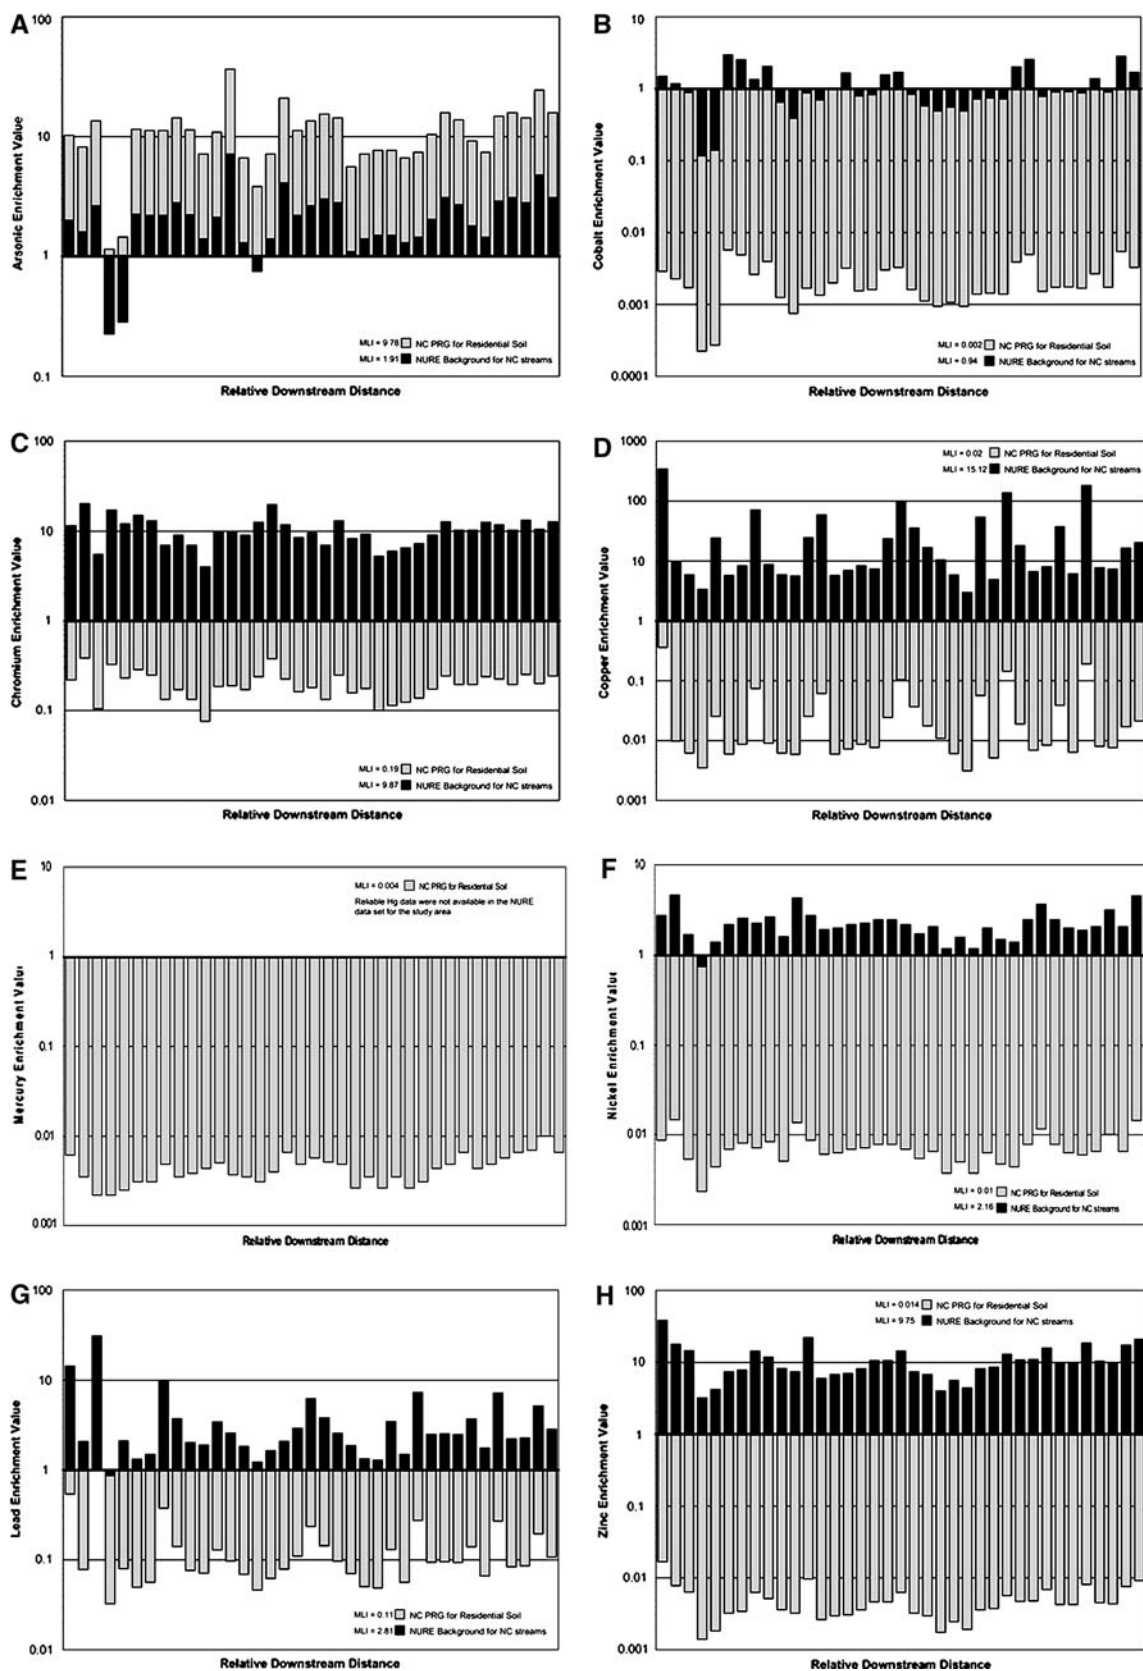 A
100
10
1
0.1
Arsonic Enrichment Value
MLI = 9.78 NC PRG for Residential Soil
MLI = 1.91 NURE Background for NC streams
Relative Downstream Distance
B
10
1
0.1
0.01
0.001
0.0001
Cobalt Enrichment Value
MLI = 0.002 NC PRG for Residential Soil
MLI = 0.94 NURE Background for NC streams
Relative Downstream Distance
C
100
10
1
0.1
0.01
Chromium Enrichment Value
MLI = 0.19 NC PRG for Residential Soil
MLI = 9.87 NURE Background for NC streams
Relative Downstream Distance
D
1000
100
10
1
0.1
0.01
0.001
Copper Enrichment Value
MLI = 0.02 NC PRG for Residential Soil
MLI = 15.12 NURE Background for NC streams
Relative Downstream Distance
E
10
1
0.1
0.01
0.001
Mercury Enrichment Value
MLI = 0.004 NC PRG for Residential Soil
Reliable Hg data were not available in the NURE
data set for the study area
Relative Downstream Distance
F
10
1
0.1
0.01
0.001
Nickel Enrichment Value
MLI = 0.01 NC PRG for Residential Soil
MLI = 2.16 NURE Background for NC streams
Relative Downstream Distance
G
100
10
1
0.1
0.01
Lead Enrichment Value
MLI = 0.11 NC PRG for Residential Soil
MLI = 2.81 NURE Background for NC streams
Relative Downstream Distance
H
100
10
1
0.1
0.01
0.001
Zinc Enrichment Value
MLI = 0.014 NC PRG for Residential Soil
MLI = 9.75 NURE Background for NC streams
Relative Downstream Distance